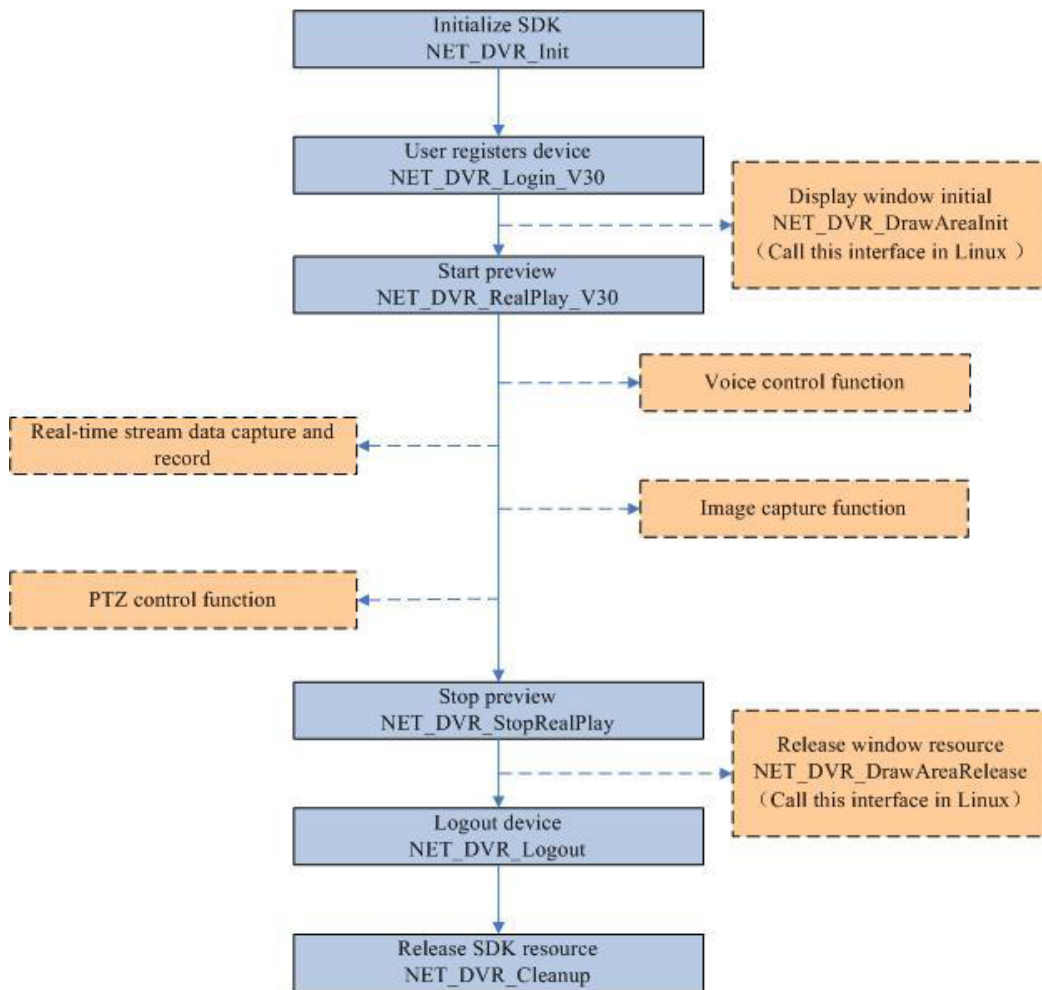 Initialize SDK
NET_DVR_Init
User registers device
NET_DVR_Login_V30
Display window initial
NET_DVR_DrawAreaInit
（Call this interface in Linux ）
Start preview
NET_DVR_RealPlay_V30
Voice control function
Real-time stream data capture and
record
Image capture function
PTZ control function
Stop preview
NET_DVR_StopRealPlay
Release window resource
NET_DVR_DrawAreaRelease
（Call this interface in Linux）
Logout device
NET_DVR_Logout
Release SDK resource
NET_DVR_Cleanup